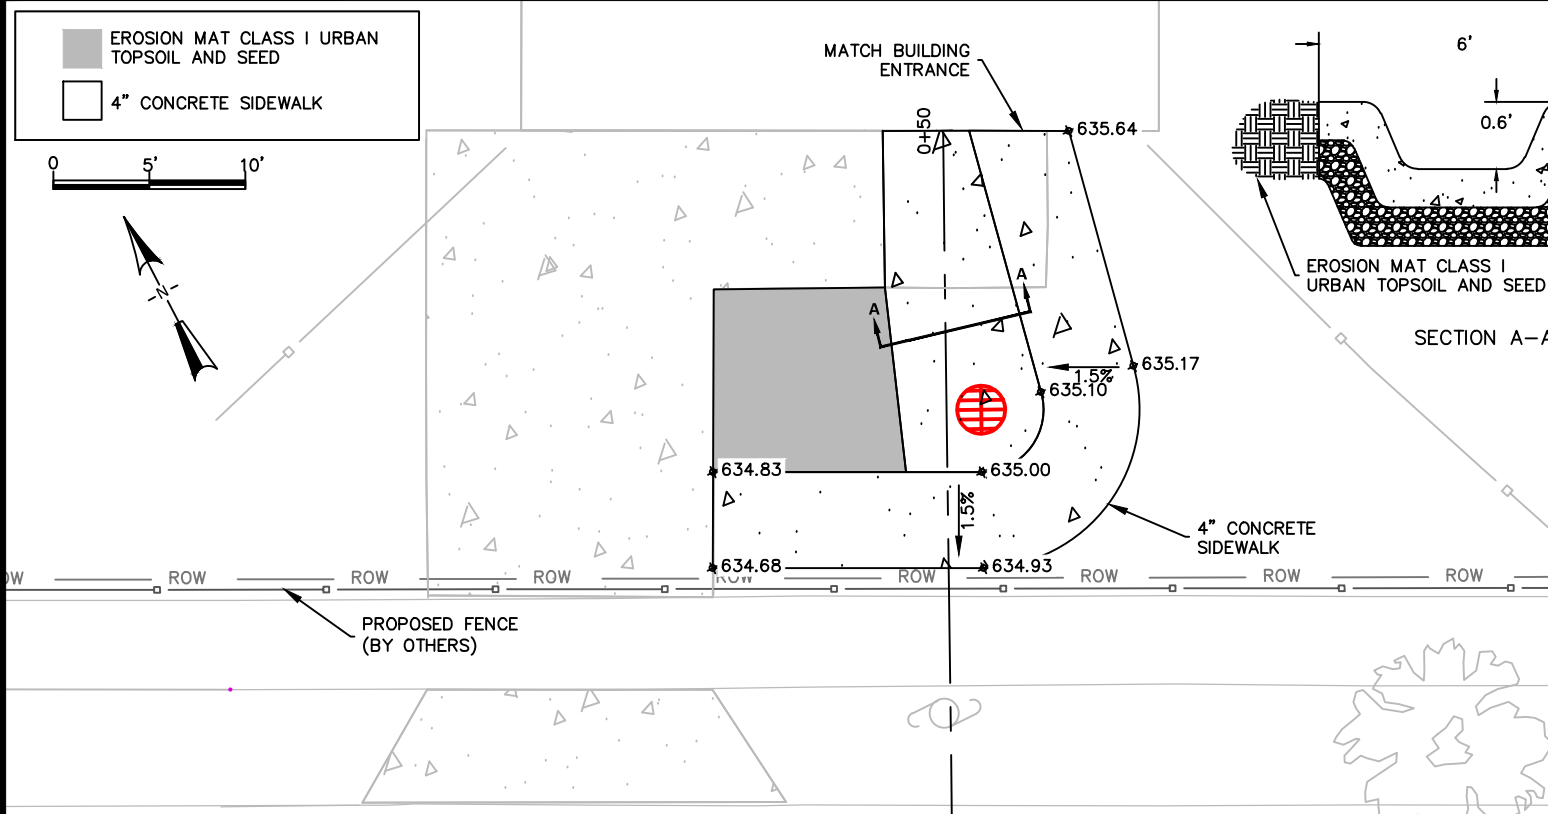 EROSION MAT CLASS I URBAN
TOPSOIL AND SEED
4" CONCRETE SIDEWALK
0 5' 10'
-N-
MATCH BUILDING
ENTRANCE
0+50
635.64
6'
0.6'
EROSION MAT CLASS I
URBAN TOPSOIL AND SEED
SECTION A-A
A
A
635.17
1.5%
635.10
634.83
635.00
1.5%
4" CONCRETE
SIDEWALK
634.68
634.93
OW ROW ROW ROW ROW ROW ROW ROW ROW
PROPOSED FENCE
(BY OTHERS)